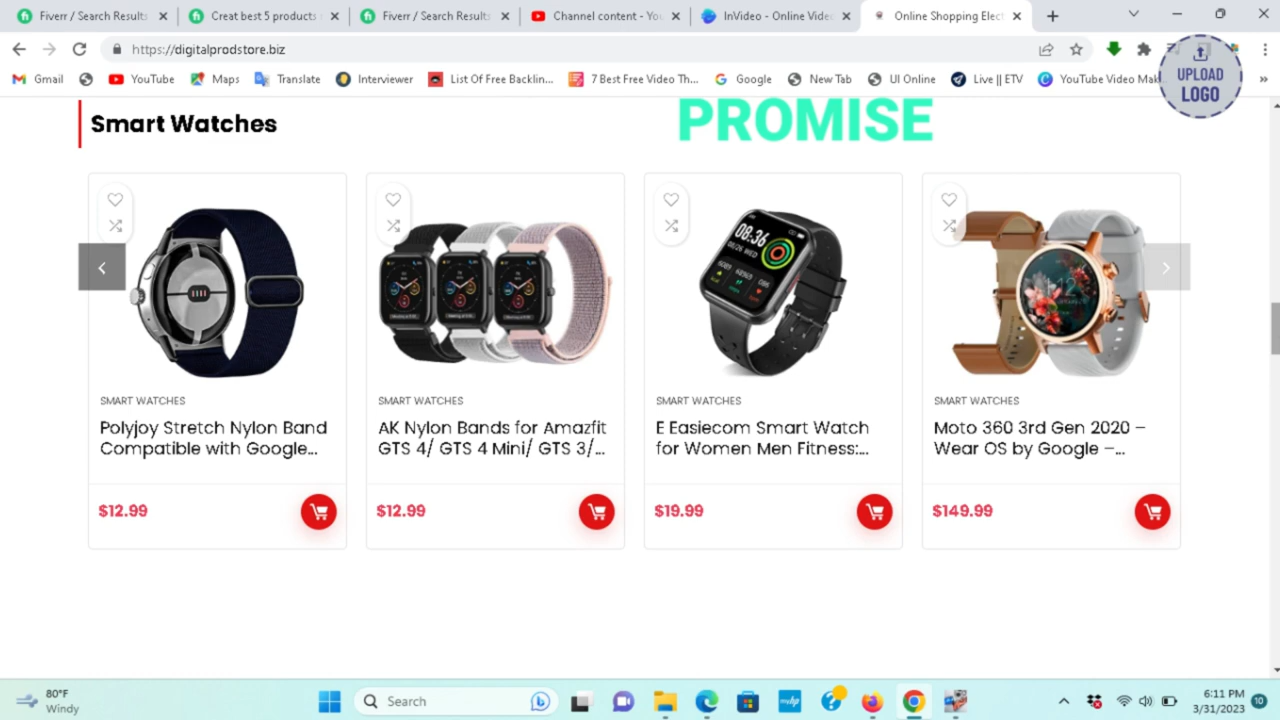 Fiverr / Search Results
Creat best 5 products
Fiverr / Search Results
Channel content - You
InVideo - Online Vide
Online Shopping Elect
https://digitalprodstore.biz
Gmail
YouTube
Maps
Translate
Interviewer
List Of Free Backlin...
7 Best Free Video Th...
Google
New Tab
UI Online
Live || ETV
YouTube Video Mak
UPLOAD
LOGO
Smart Watches
PROMISE
SMART WATCHES
Polyjoy Stretch Nylon Band
Compatible with Google...
$12.99
SMART WATCHES
AK Nylon Bands for Amazfit
GTS 4/ GTS 4 Mini/ GTS 3/...
$12.99
08:36
SMART WATCHES
E Easiecom Smart Watch
for Women Men Fitness:...
$19.99
SMART WATCHES
Moto 360 3rd Gen 2020 –
Wear OS by Google –...
$149.99
80°F
Windy
Search
6:11 PM
3/31/2023
10